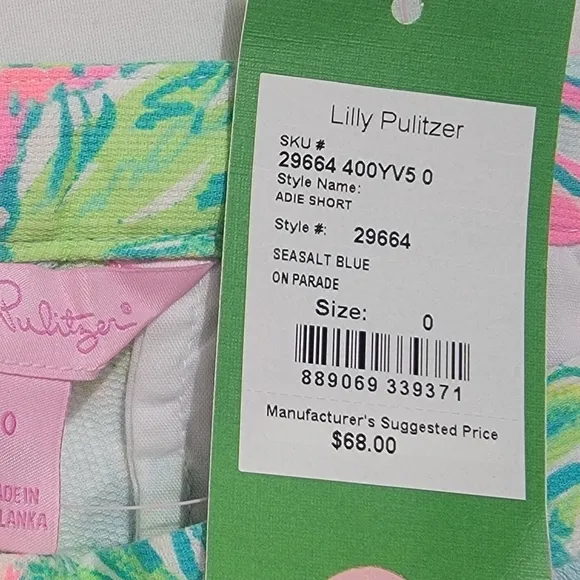 Lilly Pulitzer
SKU #
29664 400YV5 0
Style Name:
ADIE SHORT
Style #: 29664
SEASALT BLUE
ON PARADE
Size: 0
889069 339371
Manufacturer's Suggested Price
$68.00
Pulitzer®
0
ADE IN
LANKA